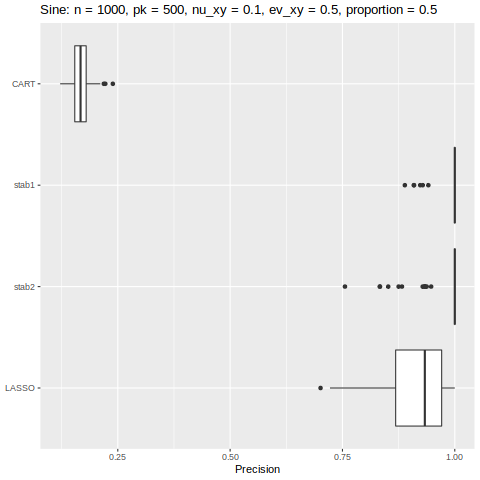 Sine: n = 1000, pk = 500, nu_xy = 0.1, ev_xy = 0.5, proportion = 0.5
CART
stab1
stab2
LASSO
0.25 0.50 0.75 1.00
Precision